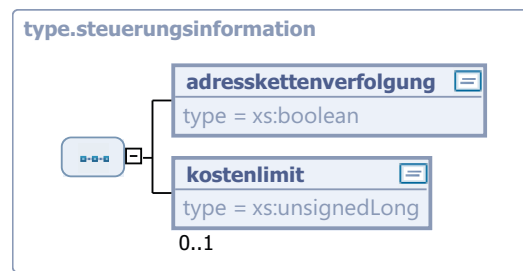 type.steuerungsinformation
adresskettenverfolgung
type = xs:boolean
kostenlimit
type = xs:unsignedLong
0..1